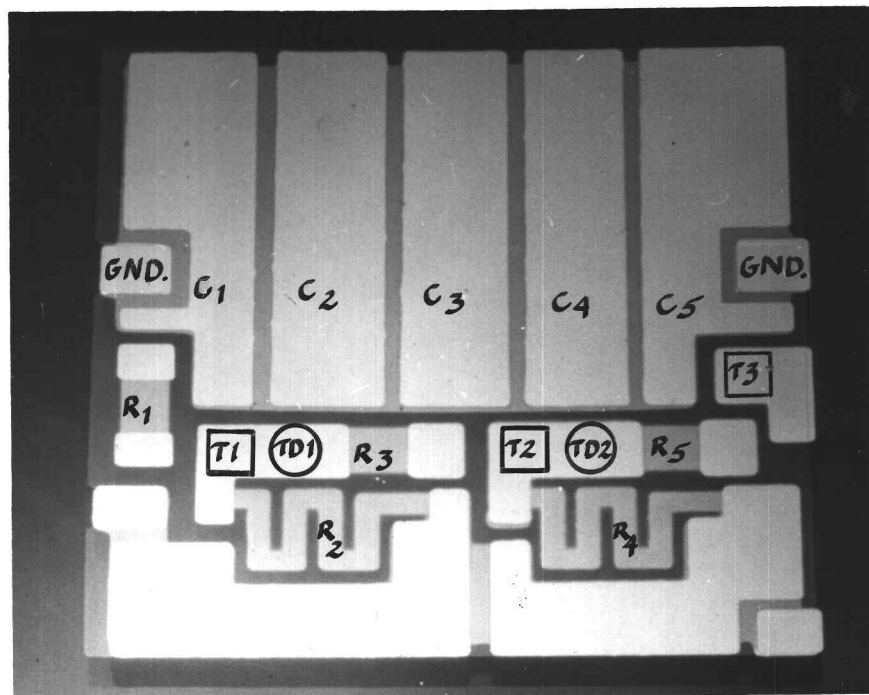 GND. C1 C2 C3 C4 C5 GND.
T3
R1
T1 TD1 R3 T2 TD2 R5
R2 R4